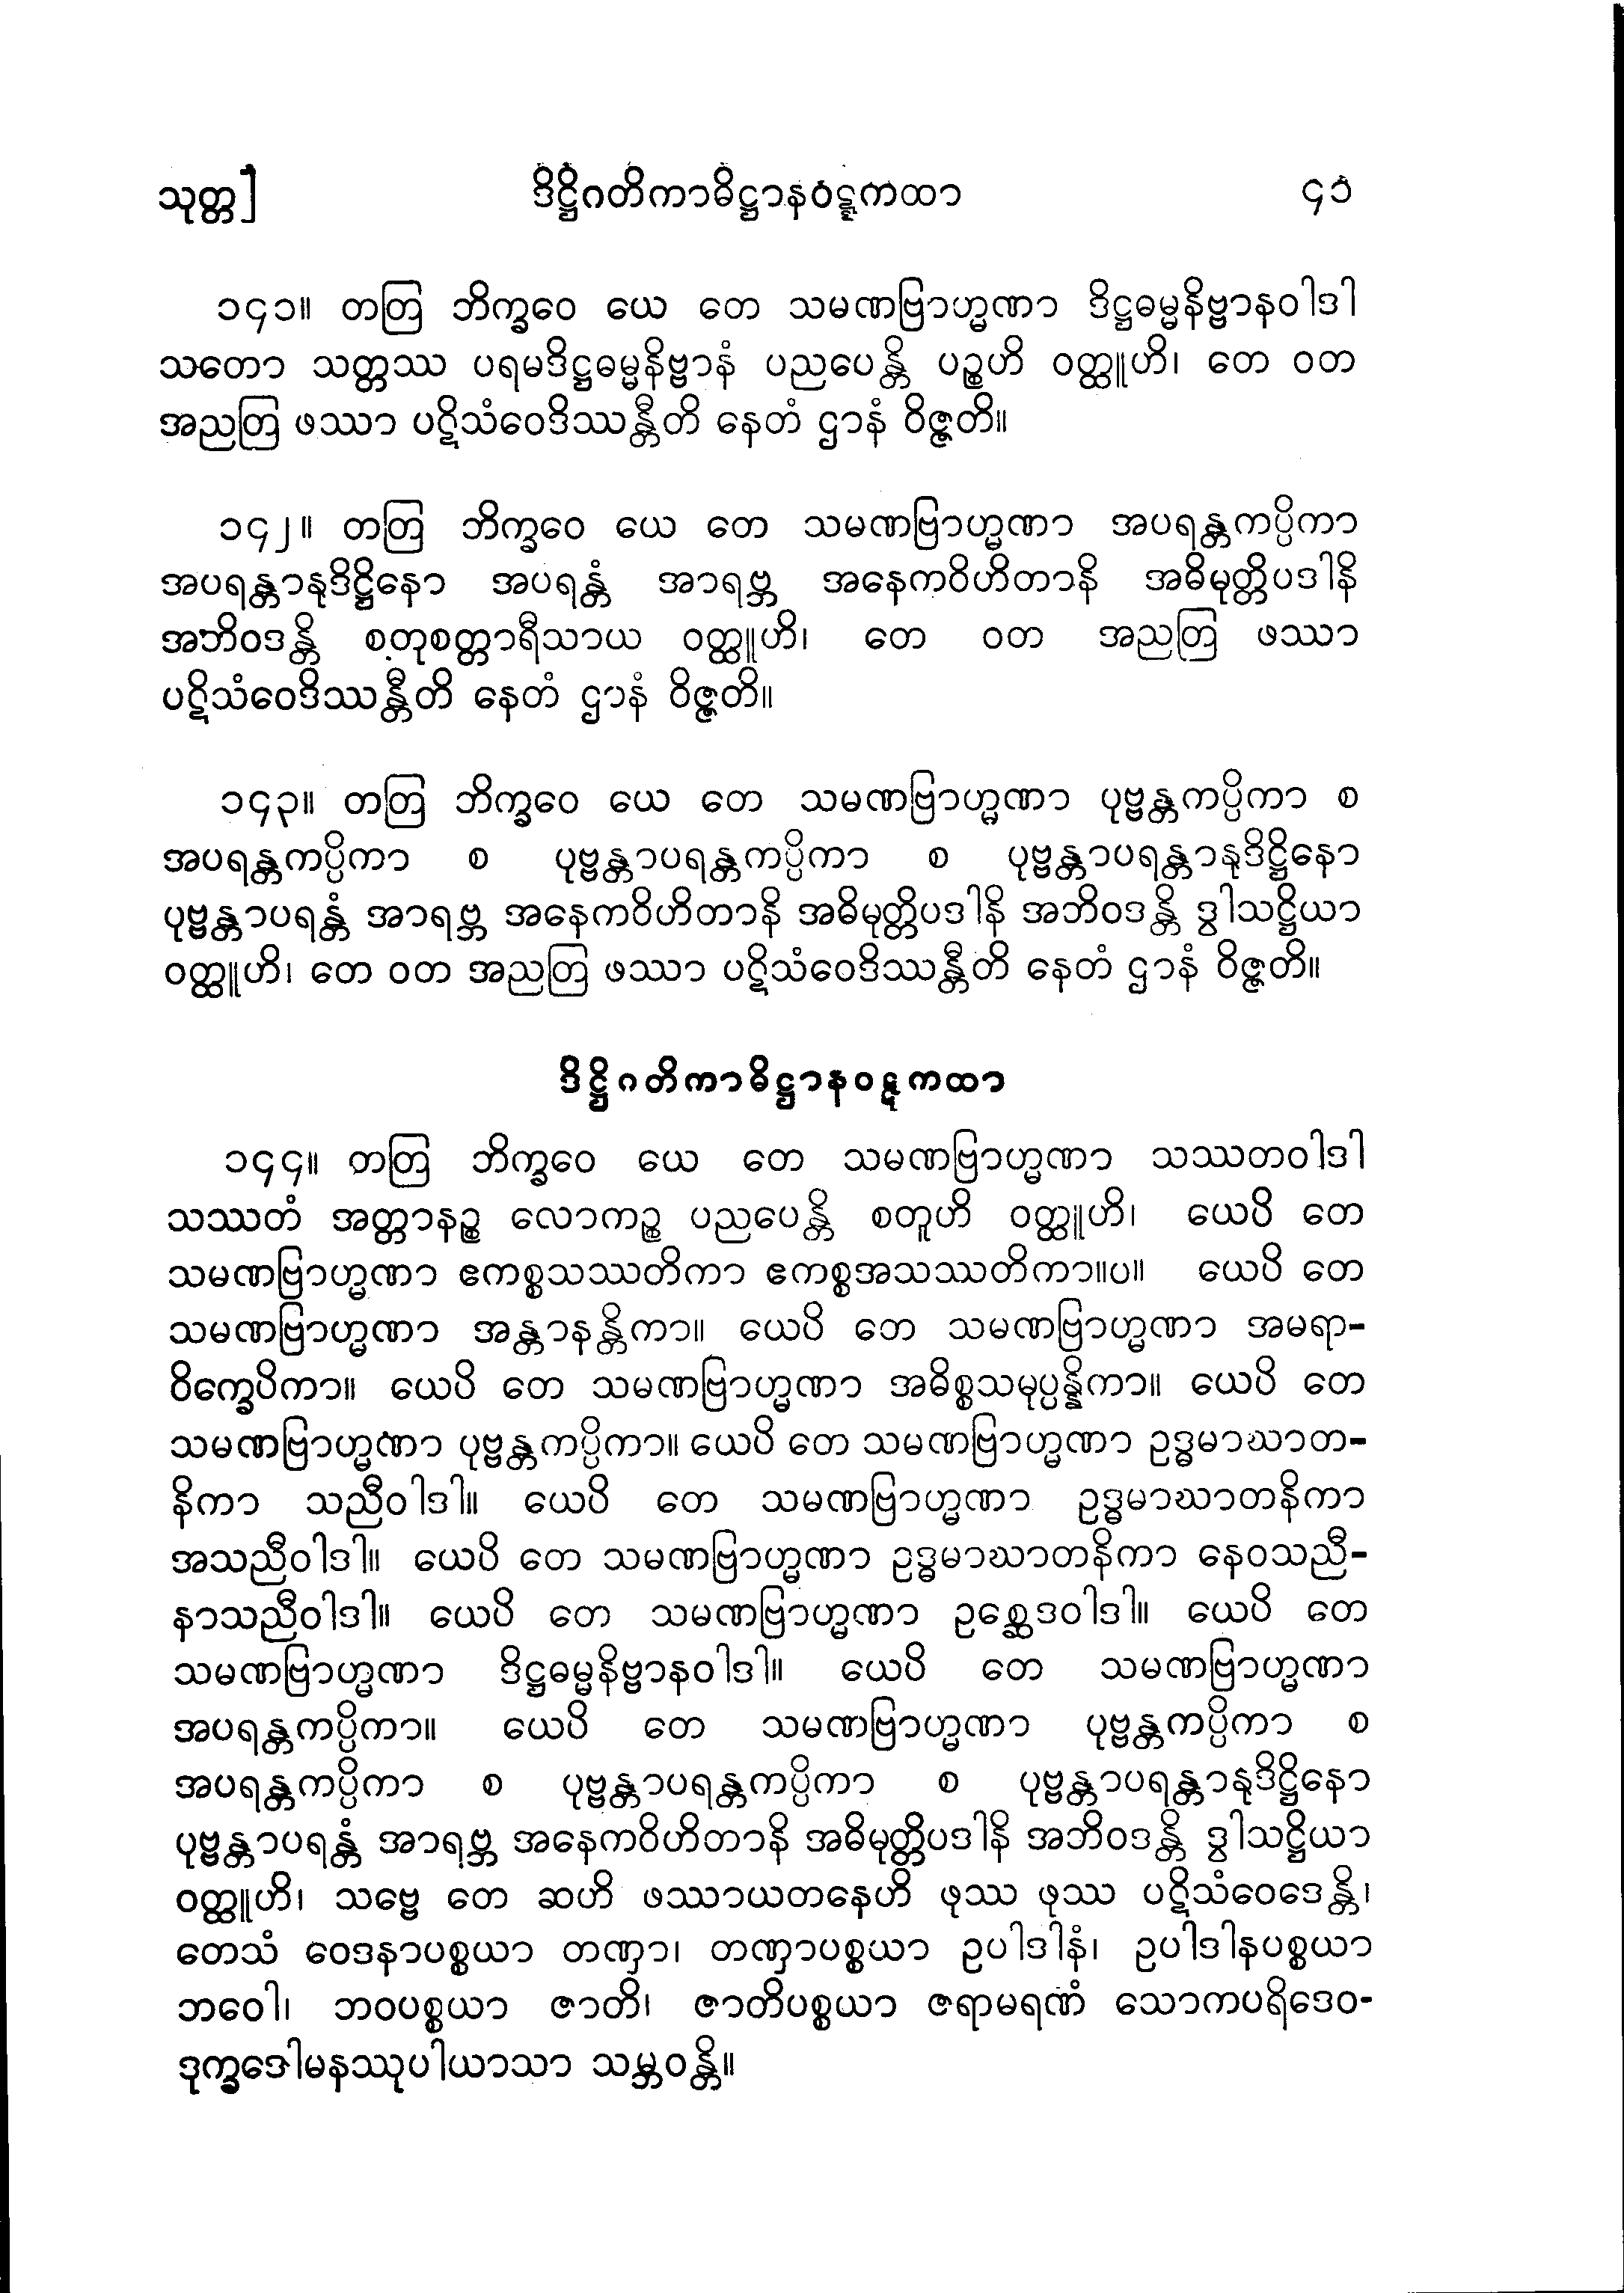 သုတ္တ] ဒိဋ္ဌိဂတိကာဓိဋ္ဌာနဝဋ္ဋကထာ ၄၁
၁၄၁။ တတြ ဘိက္ခဝေ ယေ တေ သမဏဗြာဟ္မဏာ ဒိဋ္ဌဓမ္မနိဗ္ဗာနဝါဒါ
သတော သတ္တဿ ပရမဒိဋ္ဌဓမ္မနိဗ္ဗာနံ ပညပေန္တိ ပဉ္စဟိ ဝတ္ထူဟိ၊ တေ ဝတ
အညတြ ဖဿာ ပဋိသံဝေဒိဿန္တီတိ နေတံ ဌာနံ ဝိဇ္ဇတိ။
၁၄၂။ တတြ ဘိက္ခဝေ ယေ တေ သမဏဗြာဟ္မဏာ အပရန္တကပ္ပိကာ
အပရန္တာနုဒိဋ္ဌိနော အပရန္တံ အာရဗ္ဘ အနေကဝိဟိတာနိ အဓိမုတ္တိပဒါနိ
အဘိဝဒန္တိ စတုစတ္တာရီသာယ ဝတ္ထူဟိ၊ တေ ဝတ အညတြ ဖဿာ
ပဋိသံဝေဒိဿန္တီတိ နေတံ ဌာနံ ဝိဇ္ဇတိ။
၁၄၃။ တတြ ဘိက္ခဝေ ယေ တေ သမဏဗြာဟ္မဏာ ပုဗ္ဗန္တကပ္ပိကာ စ
အပရန္တကပ္ပိကာ စ ပုဗ္ဗန္တာပရန္တကပ္ပိကာ စ ပုဗ္ဗန္တာပရန္တာနုဒိဋ္ဌိနော
ပုဗ္ဗန္တာပရန္တံ အာရဗ္ဘ အနေကဝိဟိတာနိ အဓိမုတ္တိပဒါနိ အဘိဝဒန္တိ ဒွါသဋ္ဌိယာ
ဝတ္ထူဟိ၊ တေ ဝတ အညတြ ဖဿာ ပဋိသံဝေဒိဿန္တီတိ နေတံ ဌာနံ ဝိဇ္ဇတိ။
ဒိဋ္ဌိဂတိကာဓိဋ္ဌာနဝဋ္ဋကထာ
၁၄၄။ တတြ ဘိက္ခဝေ ယေ တေ သမဏဗြာဟ္မဏာ သဿတဝါဒါ
သဿတံ အတ္တာနဉ္စ လောကဉ္စ ပညပေန္တိ စတူဟိ ဝတ္ထူဟိ၊ ယေပိ တေ
သမဏဗြာဟ္မဏာ ဧကစ္စသဿတိကာ ဧကစ္စအသဿတိကာ။ပ။ ယေပိ တေ
သမဏဗြာဟ္မဏာ အန္တာနန္တိကာ။ ယေပိ တေ သမဏဗြာဟ္မဏာ အမရာ-
ဝိက္ခေပိကာ။ ယေပိ တေ သမဏဗြာဟ္မဏာ အဓိစ္စသမုပ္ပန္နိကာ။ ယေပိ တေ
သမဏဗြာဟ္မဏာ ပုဗ္ဗန္တကပ္ပိကာ။ ယေပိ တေ သမဏဗြာဟ္မဏာ ဥဒ္ဓမာဃာတ-
နိကာ သညီဝါဒါ။ ယေပိ တေ သမဏဗြာဟ္မဏာ ဥဒ္ဓမာဃာတနိကာ
အသညီဝါဒါ။ ယေပိ တေ သမဏဗြာဟ္မဏာ ဥဒ္ဓမာဃာတနိကာ နေဝသညီ-
နာသညီဝါဒါ။ ယေပိ တေ သမဏဗြာဟ္မဏာ ဥစ္ဆေဒဝါဒါ။ ယေပိ တေ
သမဏဗြာဟ္မဏာ ဒိဋ္ဌဓမ္မနိဗ္ဗာနဝါဒါ။ ယေပိ တေ သမဏဗြာဟ္မဏာ
အပရန္တကပ္ပိကာ။ ယေပိ တေ သမဏဗြာဟ္မဏာ ပုဗ္ဗန္တကပ္ပိကာ စ
အပရန္တကပ္ပိကာ စ ပုဗ္ဗန္တာပရန္တကပ္ပိကာ စ ပုဗ္ဗန္တာပရန္တာနုဒိဋ္ဌိနော
ပုဗ္ဗန္တာပရန္တံ အာရဗ္ဘ အနေကဝိဟိတာနိ အဓိမုတ္တိပဒါနိ အဘိဝဒန္တိ ဒွါသဋ္ဌိယာ
ဝတ္ထူဟိ၊ သဗ္ဗေ တေ ဆဟိ ဖဿာယတနေဟိ ဖုဿ ဖုဿ ပဋိသံဝေဒေန္တိ၊
တေသံ ဝေဒနာပစ္စယာ တဏှာ၊ တဏှာပစ္စယာ ဥပါဒါနံ၊ ဥပါဒါနပစ္စယာ
ဘဝေါ၊ ဘဝပစ္စယာ ဇာတိ၊ ဇာတိပစ္စယာ ဇရာမရဏံ သောကပရိဒေဝ-
ဒုက္ခဒေါမနဿုပါယာသာ သမ္ဘဝန္တိ။